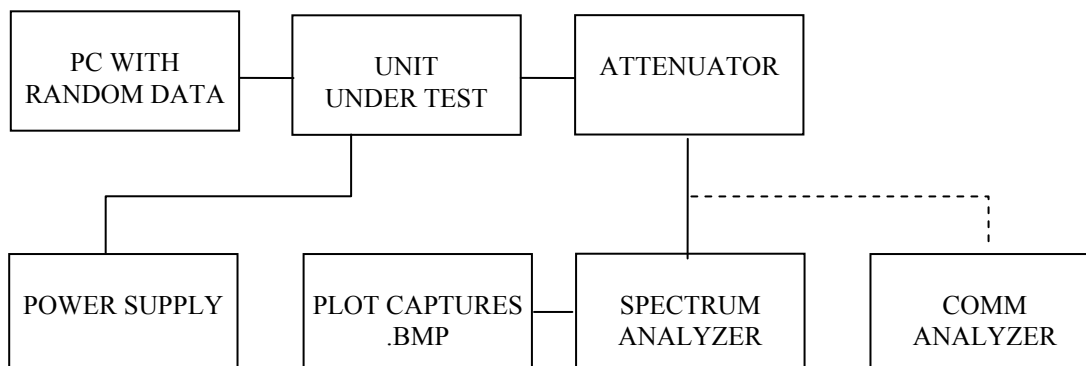 PC WITH
RANDOM DATA
UNIT
UNDER TEST
ATTENUATOR
POWER SUPPLY
PLOT CAPTURES
.BMP
SPECTRUM
ANALYZER
COMM
ANALYZER